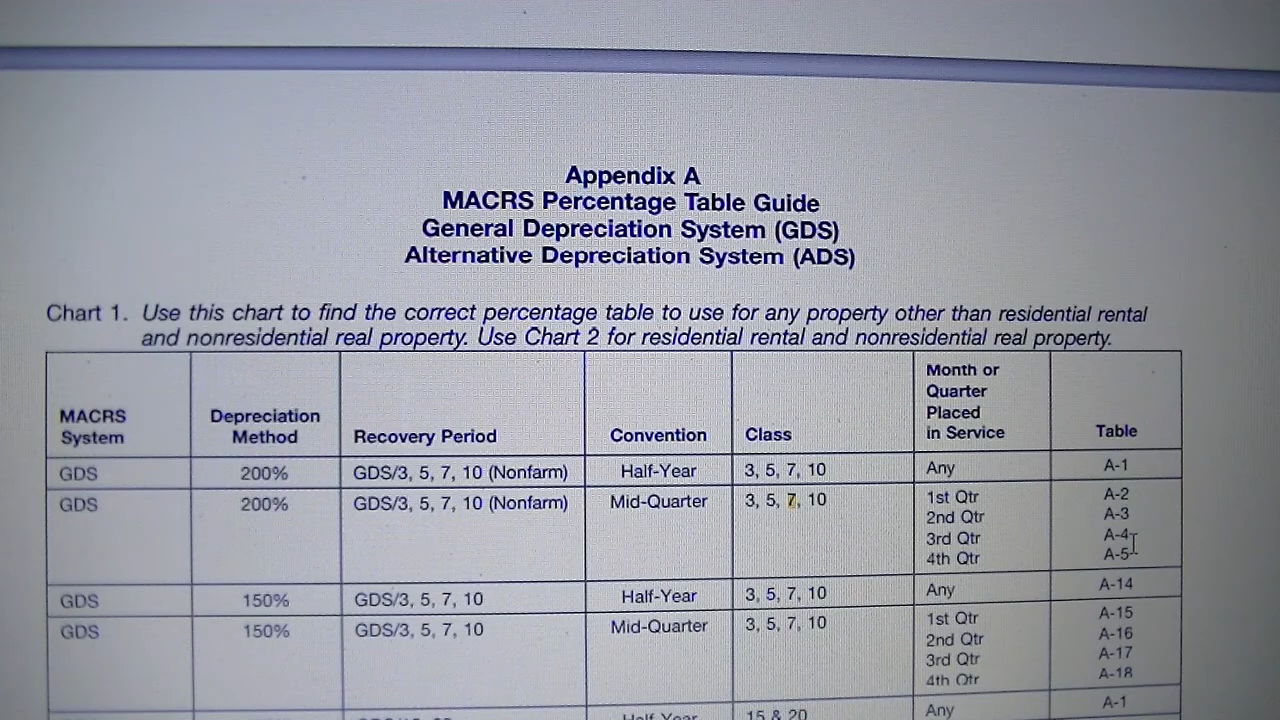 Appendix A
MACRS Percentage Table Guide
General Depreciation System (GDS)
Alternative Depreciation System (ADS)
Chart 1. Use this chart to find the correct percentage table to use for any property other than residential rental
and nonresidential real property. Use Chart 2 for residential rental and nonresidential real property.
MACRS System Depreciation Method Recovery Period Convention Class Month or Quarter Placed in Service Table
GDS 200% GDS/3, 5, 7, 10 (Nonfarm) Half-Year 3, 5, 7, 10 Any A-1
GDS 200% GDS/3, 5, 7, 10 (Nonfarm) Mid-Quarter 3, 5, 7, 10 1st Qtr A-2
2nd Qtr A-3
3rd Qtr A-4
4th Qtr A-5
GDS 150% GDS/3, 5, 7, 10 Half-Year 3, 5, 7, 10 Any A-14
GDS 150% GDS/3, 5, 7, 10 Mid-Quarter 3, 5, 7, 10 1st Qtr A-15
2nd Qtr A-16
3rd Qtr A-17
4th Qtr A-18
Half-Year 15 & 20 Any A-1